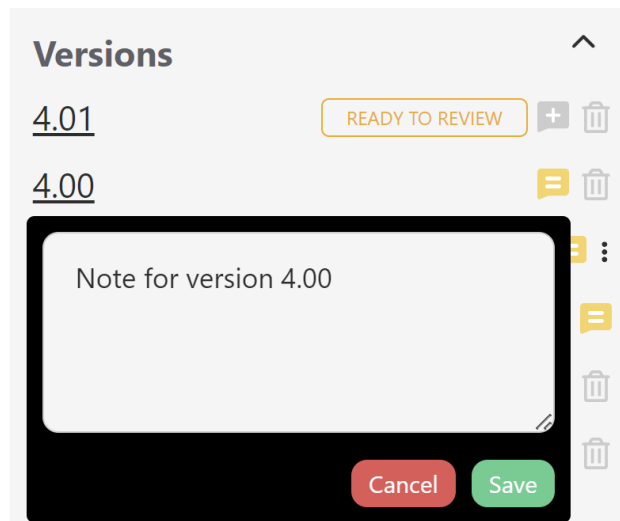 Versions
4.01
READY TO REVIEW
4.00
Note for version 4.00
Cancel
Save